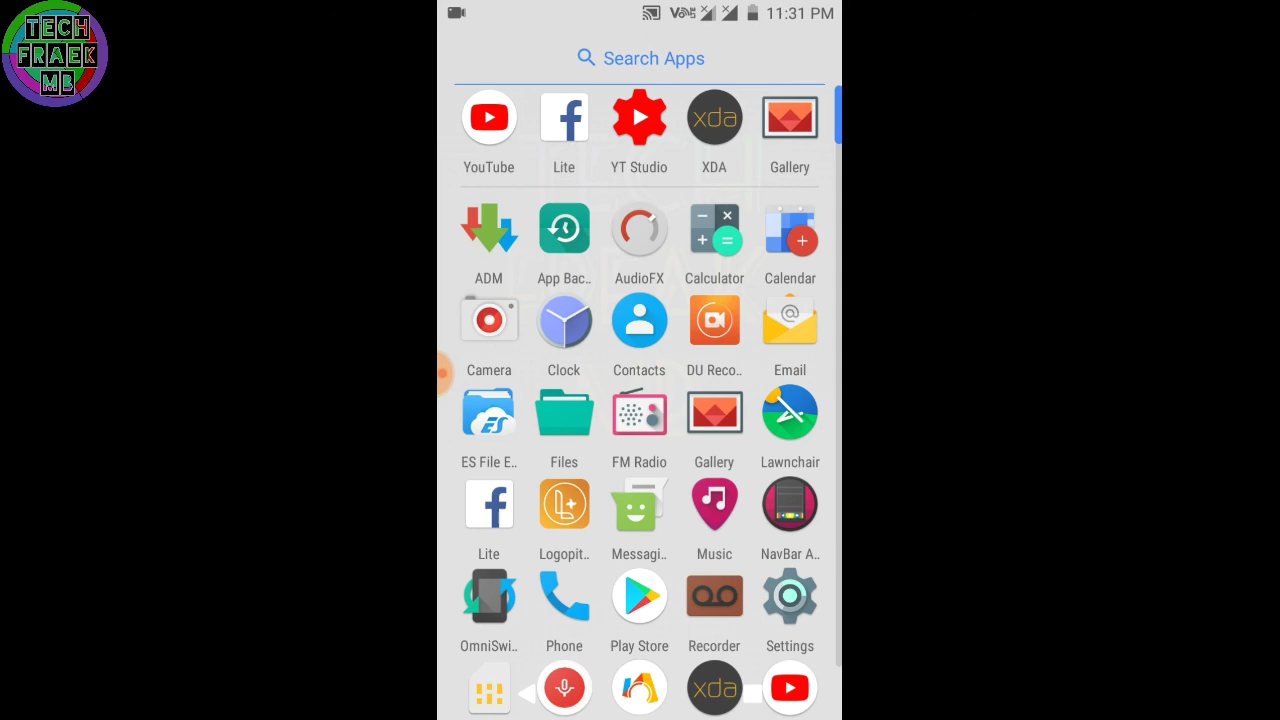 TECH
FRAEK
MB
11:31 PM
Search Apps
xda
YouTube Lite YT Studio XDA Gallery
ADM App Bac.. AudioFX Calculator Calendar
Camera Clock Contacts DU Reco.. Email
ES
ES File E.. Files FM Radio Gallery Lawnchair
Lite Logopit.. Messagi.. Music NavBar A..
OmniSwi.. Phone Play Store Recorder Settings
xda